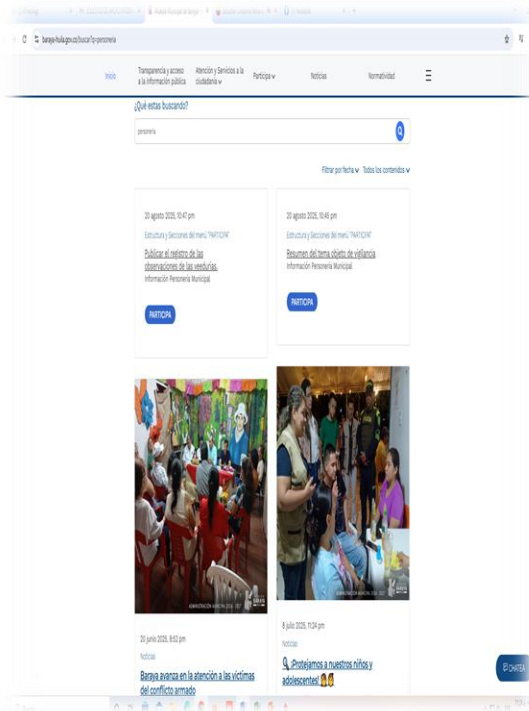 baraya-huila.gov.co/buscar?q=personeria
Inicio
Transparencia y acceso
a la información pública
Atención y Servicios a la
ciudadanía
Participa
Noticias
Normatividad
¿Qué estas buscando?
personeria
Filtrar por fecha Todos los contenidos
20 agosto 2025, 10:47 pm
Estructura y Secciones del menú "PARTICIPA"
Publicar el registro de las
observaciones de las veedurías.
Información Personería Municipal
PARTICIPA
20 agosto 2025, 10:45 pm
Estructura y Secciones del menú "PARTICIPA"
Resumen del tema objeto de vigilancia
Información Personería Municipal
PARTICIPA
BARAYA
BARAYA
20 junio 2025, 8:52 pm
Noticias
Baraya avanza en la atención a las víctimas
del conflicto armado
8 julio 2025, 11:24 pm
Noticias
¡Protejamos a nuestros niños y
adolescentes!
CHATEA